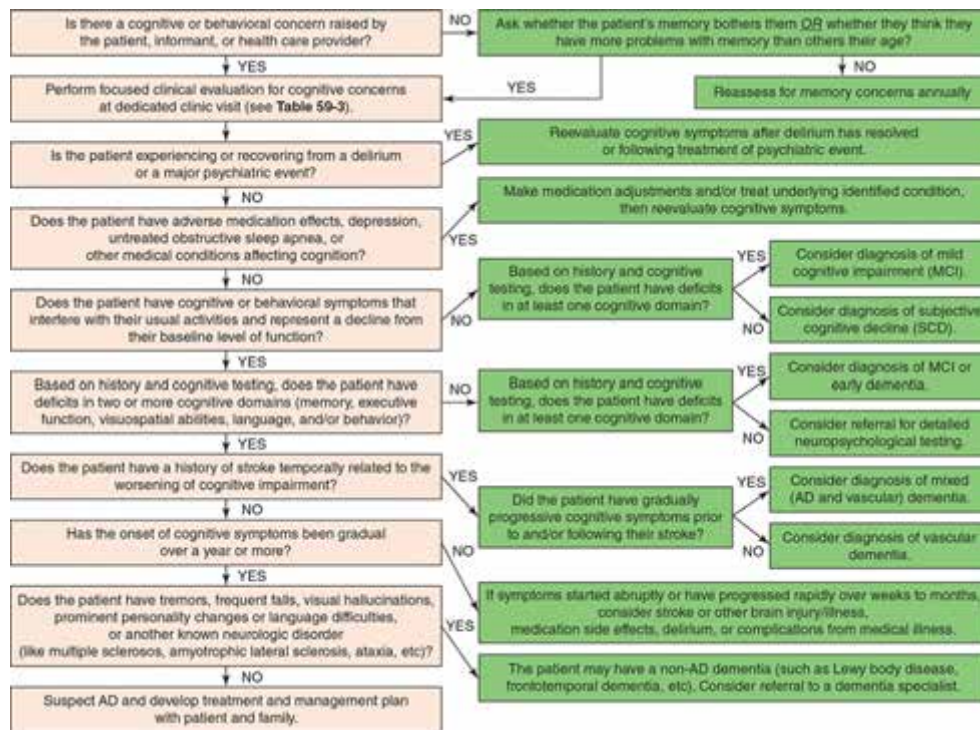 Is there a cognitive or behavioral concern raised by
the patient, informant, or health care provider?
NO
Ask whether the patient's memory bothers them OR whether they think they
have more problems with memory than others their age?
YES
NO
Reassess for memory concerns annually
YES
Perform focused clinical evaluation for cognitive concerns
at dedicated clinic visit (see Table 59-3).
Is the patient experiencing or recovering from a delirium
or a major psychiatric event?
YES
Reevaluate cognitive symptoms after delirium has resolved
or following treatment of psychiatric event.
NO
Does the patient have adverse medication effects, depression,
untreated obstructive sleep apnea, or
other medical conditions affecting cognition?
YES
Make medication adjustments and/or treat underlying identified condition,
then reevaluate cognitive symptoms.
NO
Does the patient have cognitive or behavioral symptoms that
interfere with their usual activities and represent a decline from
their baseline level of function?
NO
Based on history and cognitive
testing, does the patient have deficits
in at least one cognitive domain?
YES
Consider diagnosis of mild
cognitive impairment (MCI).
NO
Consider diagnosis of subjective
cognitive decline (SCD).
YES
Based on history and cognitive testing, does the patient have
deficits in two or more cognitive domains (memory, executive
function, visuospatial abilities, language, and/or behavior)?
NO
Based on history and cognitive
testing, does the patient have deficits
in at least one cognitive domain?
YES
Consider diagnosis of MCI or
early dementia.
NO
Consider referral for detailed
neuropsychological testing.
YES
Does the patient have a history of stroke temporally related to the
worsening of cognitive impairment?
YES
Did the patient have gradually
progressive cognitive symptoms prior
to and/or following their stroke?
YES
Consider diagnosis of mixed
(AD and vascular) dementia.
NO
Consider diagnosis of vascular
dementia.
NO
Has the onset of cognitive symptoms been gradual
over a year or more?
NO
If symptoms started abruptly or have progressed rapidly over weeks to months,
consider stroke or other brain injury/illness,
medication side effects, delirium, or complications from medical illness.
YES
Does the patient have tremors, frequent falls, visual hallucinations,
prominent personality changes or language difficulties,
or another known neurologic disorder
(like multiple sclerosos, amyotrophic lateral sclerosis, ataxia, etc)?
YES
The patient may have a non-AD dementia (such as Lewy body disease,
frontotemporal dementia, etc). Consider referral to a dementia specialist.
NO
Suspect AD and develop treatment and management plan
with patient and family.